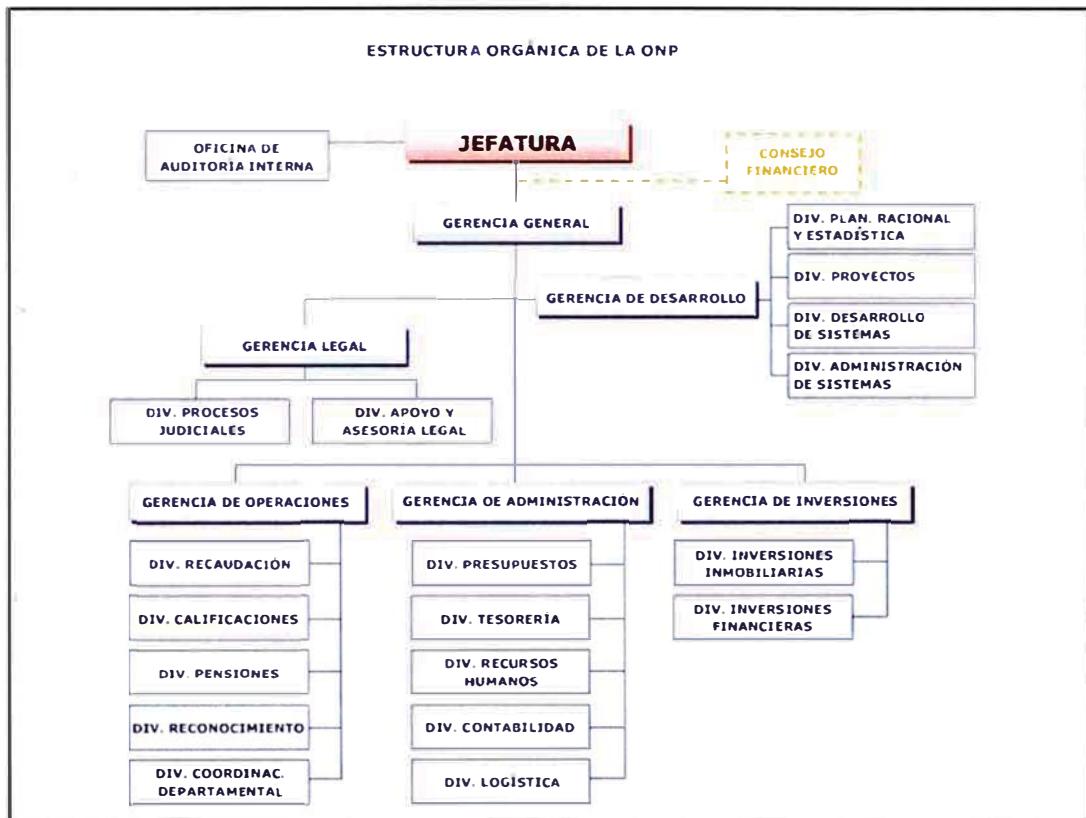 ESTRUCTURA ORGÁNICA DE LA ONP
JEFATURA
OFICINA DE
AUDITORÍA INTERNA
CONSEJO
FINANCIERO
GERENCIA GENERAL
DIV. PLAN. RACIONAL
Y ESTADÍSTICA
DIV. PROYECTOS
GERENCIA DE DESARROLLO
DIV. DESARROLLO
DE SISTEMAS
GERENCIA LEGAL
DIV. ADMINISTRACIÓN
DE SISTEMAS
DIV. PROCESOS
JUDICIALES
DIV. APOYO Y
ASESORÍA LEGAL
GERENCIA DE OPERACIONES
GERENCIA DE ADMINISTRACIÓN
GERENCIA DE INVERSIONES
DIV. RECAUDACIÓN
DIV. CALIFICACIONES
DIV. PENSIONES
DIV. RECONOCIMIENTO
DIV. COORDINAC.
DEPARTAMENTAL
DIV. PRESUPUESTOS
DIV. TESORERÍA
DIV. RECURSOS
HUMANOS
DIV. CONTABILIDAD
DIV. LOGÍSTICA
DIV. INVERSIONES
INMOBILIARIAS
DIV. INVERSIONES
FINANCIERAS